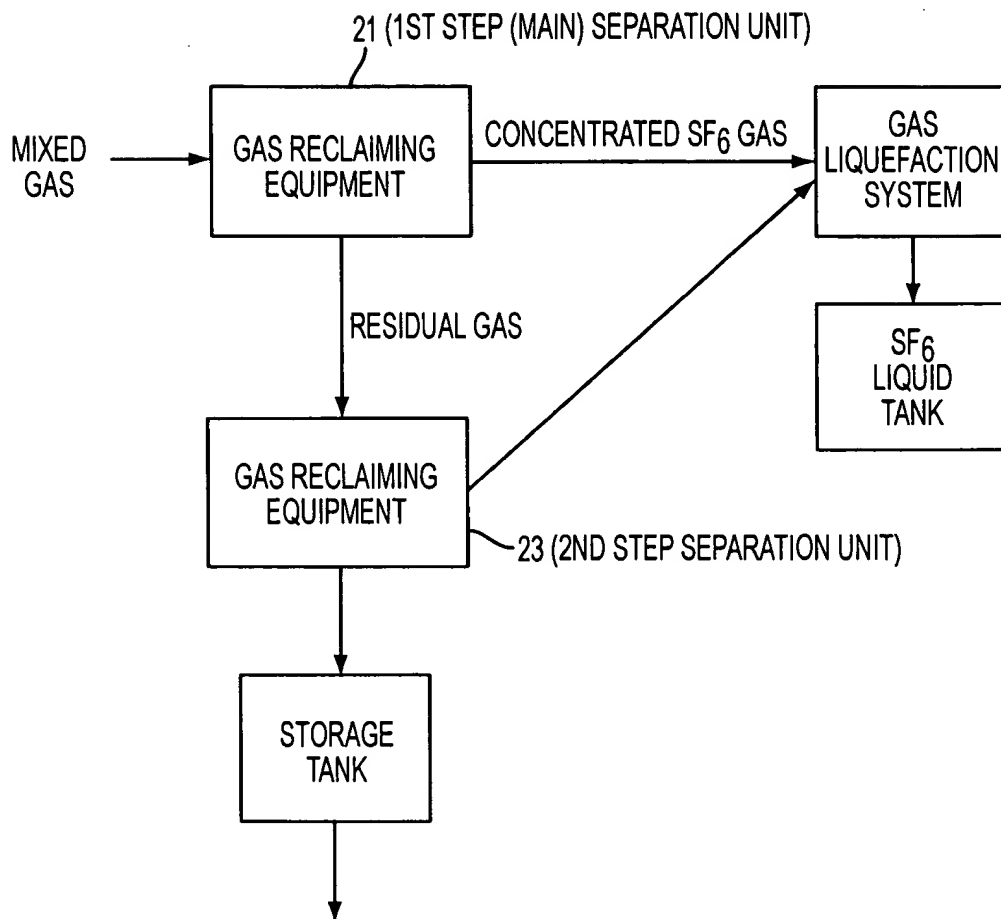 21 (1ST STEP (MAIN) SEPARATION UNIT)
MIXED
GAS
GAS RECLAIMING
EQUIPMENT
CONCENTRATED SF6 GAS
GAS
LIQUEFACTION
SYSTEM
RESIDUAL GAS
SF6
LIQUID
TANK
GAS RECLAIMING
EQUIPMENT
23 (2ND STEP SEPARATION UNIT)
STORAGE
TANK